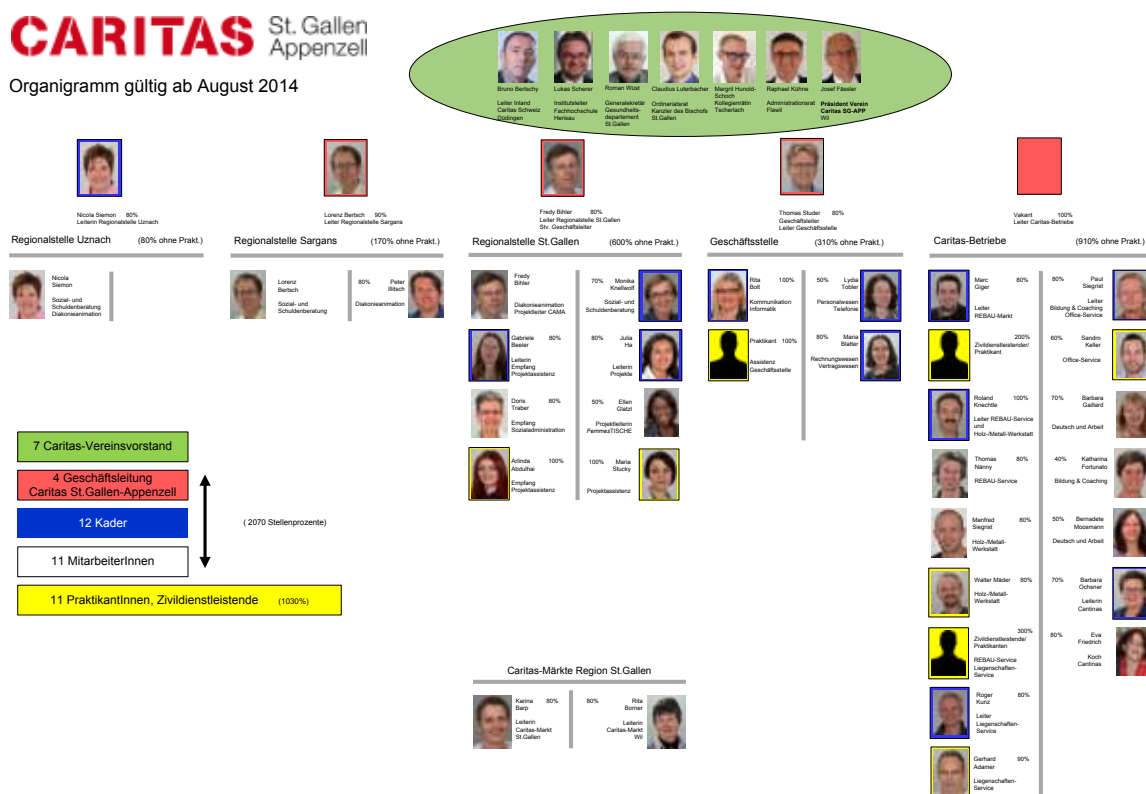 CARITAS St. Gallen
Appenzell
Organigramm gültig ab August 2014
Bruno Bertschy
Leiter Inland
Caritas Schweiz
Düdingen
Lukas Scherer
Institutsleiter
Fachhochschule
Herisau
Roman Wüst
Generalsekretär
Gesundheits-
departement
St.Gallen
Claudius Luterbacher
Ordinariatsrat
Kanzler des Bischofs
St.Gallen
Margrit Hunold-
Schoch
Kollegienrätin
Tscherlach
Raphael Kühne
Administrationsrat
Flawil
Josef Fässler
Präsident Verein
Caritas SG-APP
Wil
Nicola Siemon 80%
Leiterin Regionalstelle Uznach
Lorenz Bertsch 90%
Leiter Regionalstelle Sargans
Fredy Bihler 80%
Leiter Regionalstelle St.Gallen
Stv. Geschäftsleiter
Thomas Studer 80%
Geschäftsleiter
Leiter Geschäftsstelle
Vakant 100%
Leiter Caritas-Betriebe
Regionalstelle Uznach (80% ohne Prakt.)
Nicola
Siemon
Sozial- und
Schuldenberatung
Diakonieanimation
Regionalstelle Sargans (170% ohne Prakt.)
Lorenz
Bertsch
Sozial- und
Schuldenberatung
80% Peter
Illitsch
Diakonieanimation
Regionalstelle St.Gallen (600% ohne Prakt.)
Fredy
Bihler
Diakonieanimation
Projektleiter CAMA
70% Monika
Knellwolf
Sozial- und
Schuldenberatung
Gabriele 80%
Beeler
Leiterin
Empfang
Projektassistenz
80% Julia
Ha
Leiterin
Projekte
Doris 80%
Traber
Empfang
Sozialadministration
50% Ellen
Glatzl
Projektleiterin
FemmesTISCHE
Arlinda 100%
Abdulhai
Empfang
Projektassistenz
100% Maria
Stucky
Projektassistenz
Geschäftsstelle (310% ohne Prakt.)
Rita 100%
Bolt
Kommunikation
Informatik
50% Lydia
Tobler
Personalwesen
Telefonie
Praktikant 100%
Assistenz
Geschäftsstelle
80% Maria
Blatter
Rechnungswesen
Vertragswesen
Caritas-Betriebe (910% ohne Prakt.)
Marc 80%
Giger
Leiter
REBAU-Markt
80% Paul
Siegrist
Leiter
Bildung & Coaching
Office-Service
200%
Zivildienstleistender/
Praktikant
60% Sandro
Keller
Office-Service
Roland 100%
Knechtle
Leiter REBAU-Service
und
Holz-/Metall-Werkstatt
70% Barbara
Gaillard
Deutsch und Arbeit
Thomas 80%
Nänny
REBAU-Service
40% Katharina
Fortunato
Bildung & Coaching
Manfred 80%
Siegrist
Holz-/Metall-
Werkstatt
50% Bernadete
Moosmann
Deutsch und Arbeit
Walter Mäder 80%
Holz-/Metall-
Werkstatt
70% Barbara
Ochsner
Leiterin
Cantinas
300%
Zivildienstleistende/
Praktikanten
REBAU-Service
Liegenschaften-
Service
80% Eva
Friedrich
Koch
Cantinas
Roger 80%
Kunz
Leiter
Liegenschaften-
Service
Gerhard 90%
Adamer
Liegenschaften-
Service
7 Caritas-Vereinsvorstand
4 Geschäftsleitung
Caritas St.Gallen-Appenzell
12 Kader
( 2070 Stellenprozente)
11 MitarbeiterInnen
11 PraktikantInnen, Zivildienstleistende (1030%)
Caritas-Märkte Region St.Gallen
Karina 80%
Barp
Leiterin
Caritas-Markt
St.Gallen
80% Rita
Borner
Leiterin
Caritas-Markt
Wil